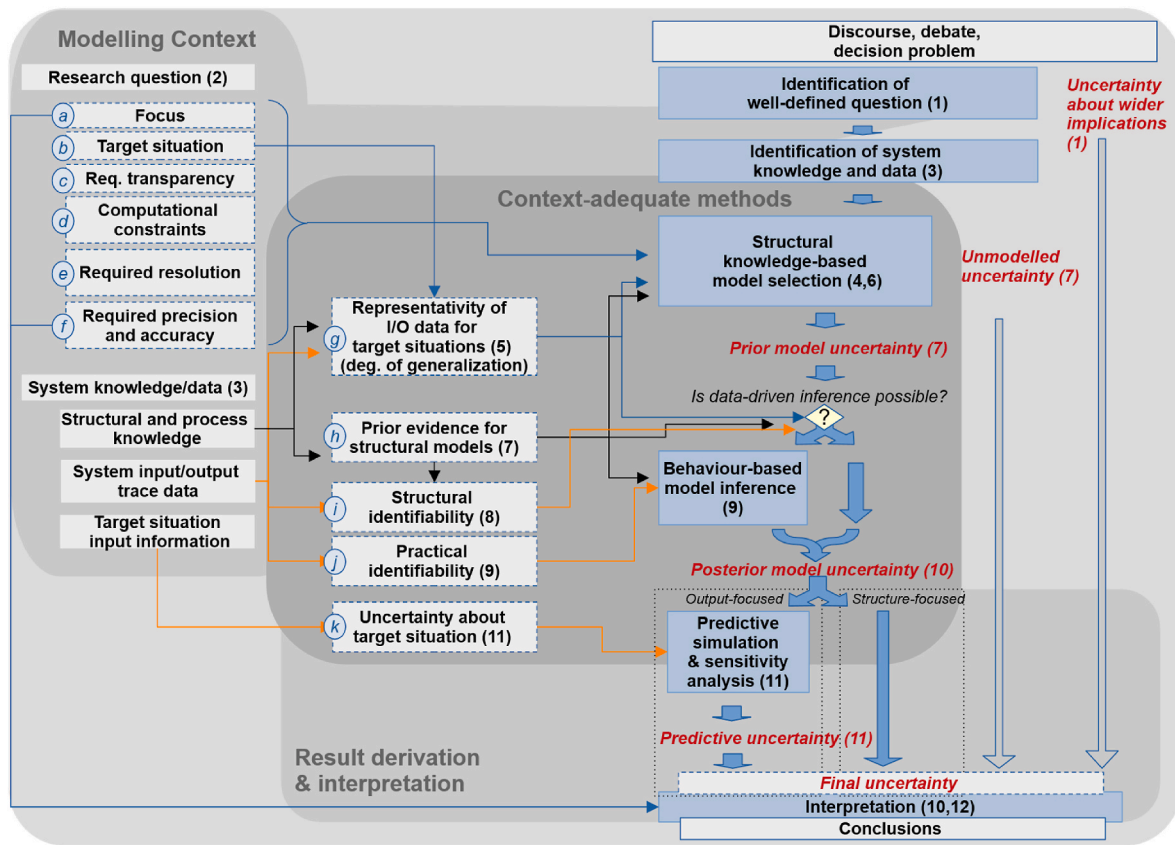 Modelling Context
Research question (2)
a
Focus
b
Target situation
c
Req. transparency
d
Computational
constraints
e
Required resolution
f
Required precision
and accuracy
System knowledge/data (3)
Structural and process
knowledge
System input/output
trace data
Target situation
input information
Context-adequate methods
g
Representativity of
I/O data for
target situations (5)
(deg. of generalization)
h
Prior evidence for
structural models (7)
i
Structural
identifiability (8)
j
Practical
identifiability (9)
k
Uncertainty about
target situation (11)
Discourse, debate,
decision problem
Identification of
well-defined question (1)
Identification of system
knowledge and data (3)
Structural
knowledge-based
model selection (4,6)
Prior model uncertainty (7)
Is data-driven inference possible?
?
Behaviour-based
model inference
(9)
Posterior model uncertainty (10)
Output-focused
Structure-focused
Predictive
simulation
& sensitivity
analysis (11)
Predictive uncertainty (11)
Uncertainty
about wider
implications
(1)
Unmodelled
uncertainty (7)
Result derivation
& interpretation
Final uncertainty
Interpretation (10,12)
Conclusions